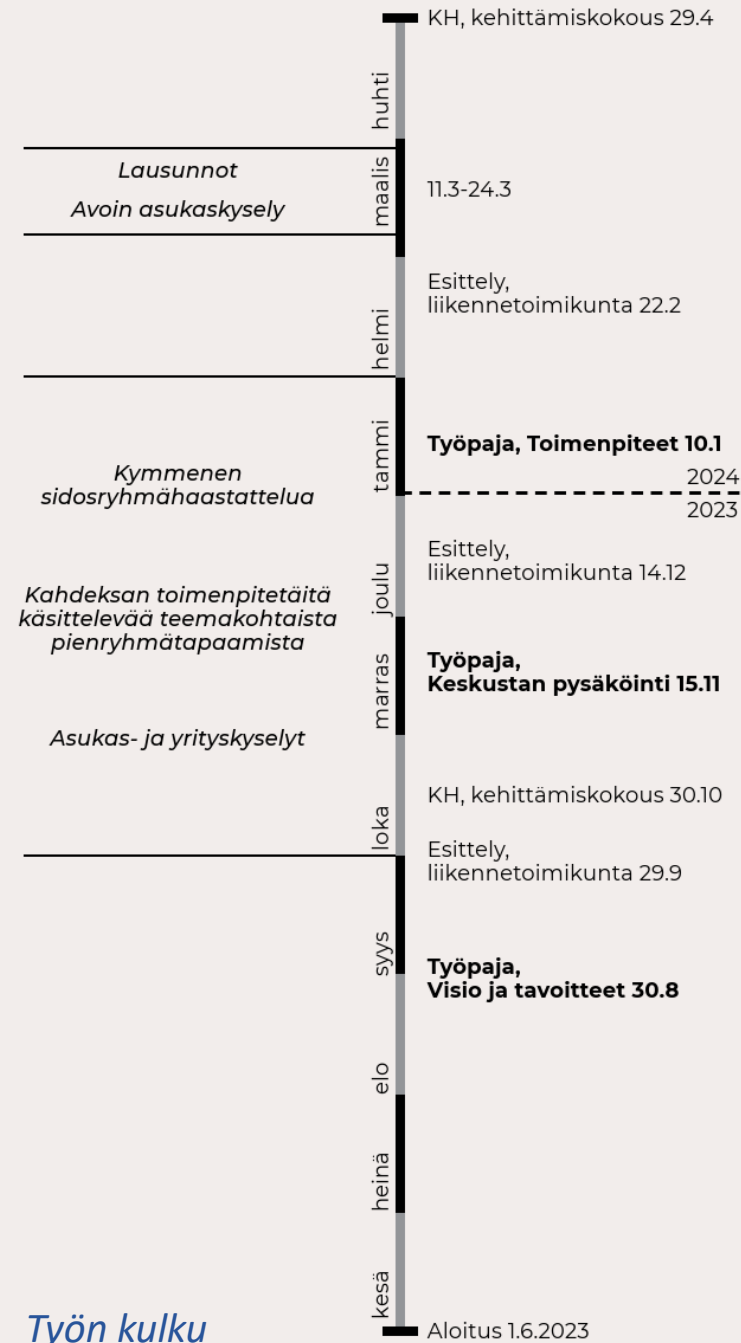 KH, kehittämiskokous 29.4
huhti
Lausunnot
Avoin asukaskysely
maalis
11.3-24.3
Esittely,
liikennetoimikunta 22.2
helmi
tammi
Työpaja, Toimenpiteet 10.1
2024
2023
Kymmenen
sidosryhmähaastattelua
Esittely,
liikennetoimikunta 14.12
joulu
Kahdeksan toimenpitetäitä
käsittelevää teemakohtaista
pienryhmätapaamista
Työpaja,
Keskustan pysäköinti 15.11
marras
Asukas- ja yrityskyselyt
KH, kehittämiskokous 30.10
loka
Esittely,
liikennetoimikunta 29.9
syys
Työpaja,
Visio ja tavoitteet 30.8
elo
heinä
kesä
Työn kulku
Aloitus 1.6.2023